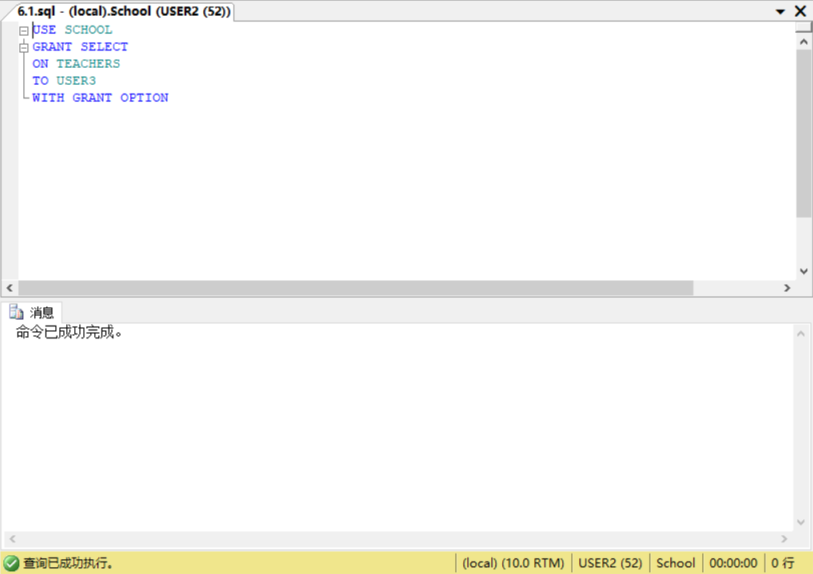 6.1.sql - (local).School (USER2 (52))
USE SCHOOL
GRANT SELECT
ON TEACHERS
TO USER3
WITH GRANT OPTION
消息
命令已成功完成。
查询已成功执行。 (local) (10.0 RTM) USER2 (52) School 00:00:00 0 行